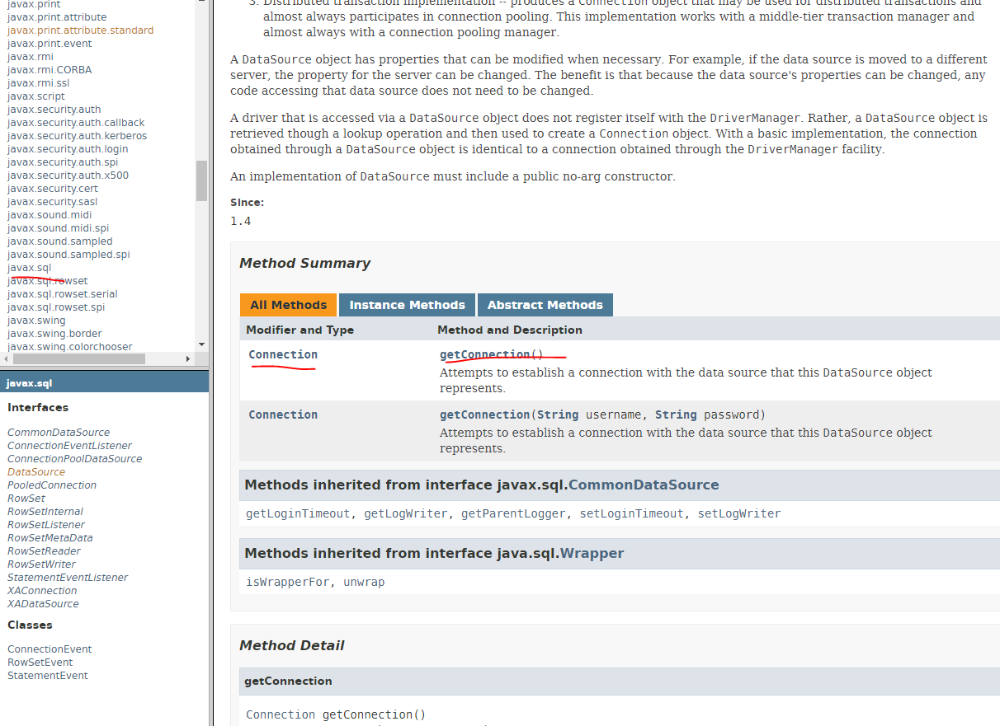 javax.print
javax.print.attribute
javax.print.attribute.standard
javax.print.event
javax.rmi
javax.rmi.CORBA
javax.rmi.ssl
javax.script
javax.security.auth
javax.security.auth.callback
javax.security.auth.kerberos
javax.security.auth.login
javax.security.auth.spi
javax.security.auth.x500
javax.security.cert
javax.security.sasl
javax.sound.midi
javax.sound.midi.spi
javax.sound.sampled
javax.sound.sampled.spi
javax.sql
javax.sql.rowset
javax.sql.rowset.serial
javax.sql.rowset.spi
javax.swing
javax.swing.border
javax.swing.colorchooser
javax.sql
Interfaces
CommonDataSource
ConnectionEventListener
ConnectionPoolDataSource
DataSource
PooledConnection
RowSet
RowSetInternal
RowSetListener
RowSetMetaData
RowSetReader
RowSetWriter
StatementEventListener
XAConnection
XADataSource
Classes
ConnectionEvent
RowSetEvent
StatementEvent
3. Distributed transaction implementation -- produces a Connection object that may be used for distributed transactions and
almost always participates in connection pooling. This implementation works with a middle-tier transaction manager and
almost always with a connection pooling manager.
A DataSource object has properties that can be modified when necessary. For example, if the data source is moved to a different
server, the property for the server can be changed. The benefit is that because the data source's properties can be changed, any
code accessing that data source does not need to be changed.
A driver that is accessed via a DataSource object does not register itself with the DriverManager. Rather, a DataSource object is
retrieved though a lookup operation and then used to create a Connection object. With a basic implementation, the connection
obtained through a DataSource object is identical to a connection obtained through the DriverManager facility.
An implementation of DataSource must include a public no-arg constructor.
Since:
1.4
Method Summary
All Methods Instance Methods Abstract Methods
Modifier and Type Method and Description
Connection getConnection()
Attempts to establish a connection with the data source that this DataSource object
represents.
Connection getConnection(String username, String password)
Attempts to establish a connection with the data source that this DataSource object
represents.
Methods inherited from interface javax.sql.CommonDataSource
getLoginTimeout, getLogWriter, getParentLogger, setLoginTimeout, setLogWriter
Methods inherited from interface java.sql.Wrapper
isWrapperFor, unwrap
Method Detail
getConnection
Connection getConnection()